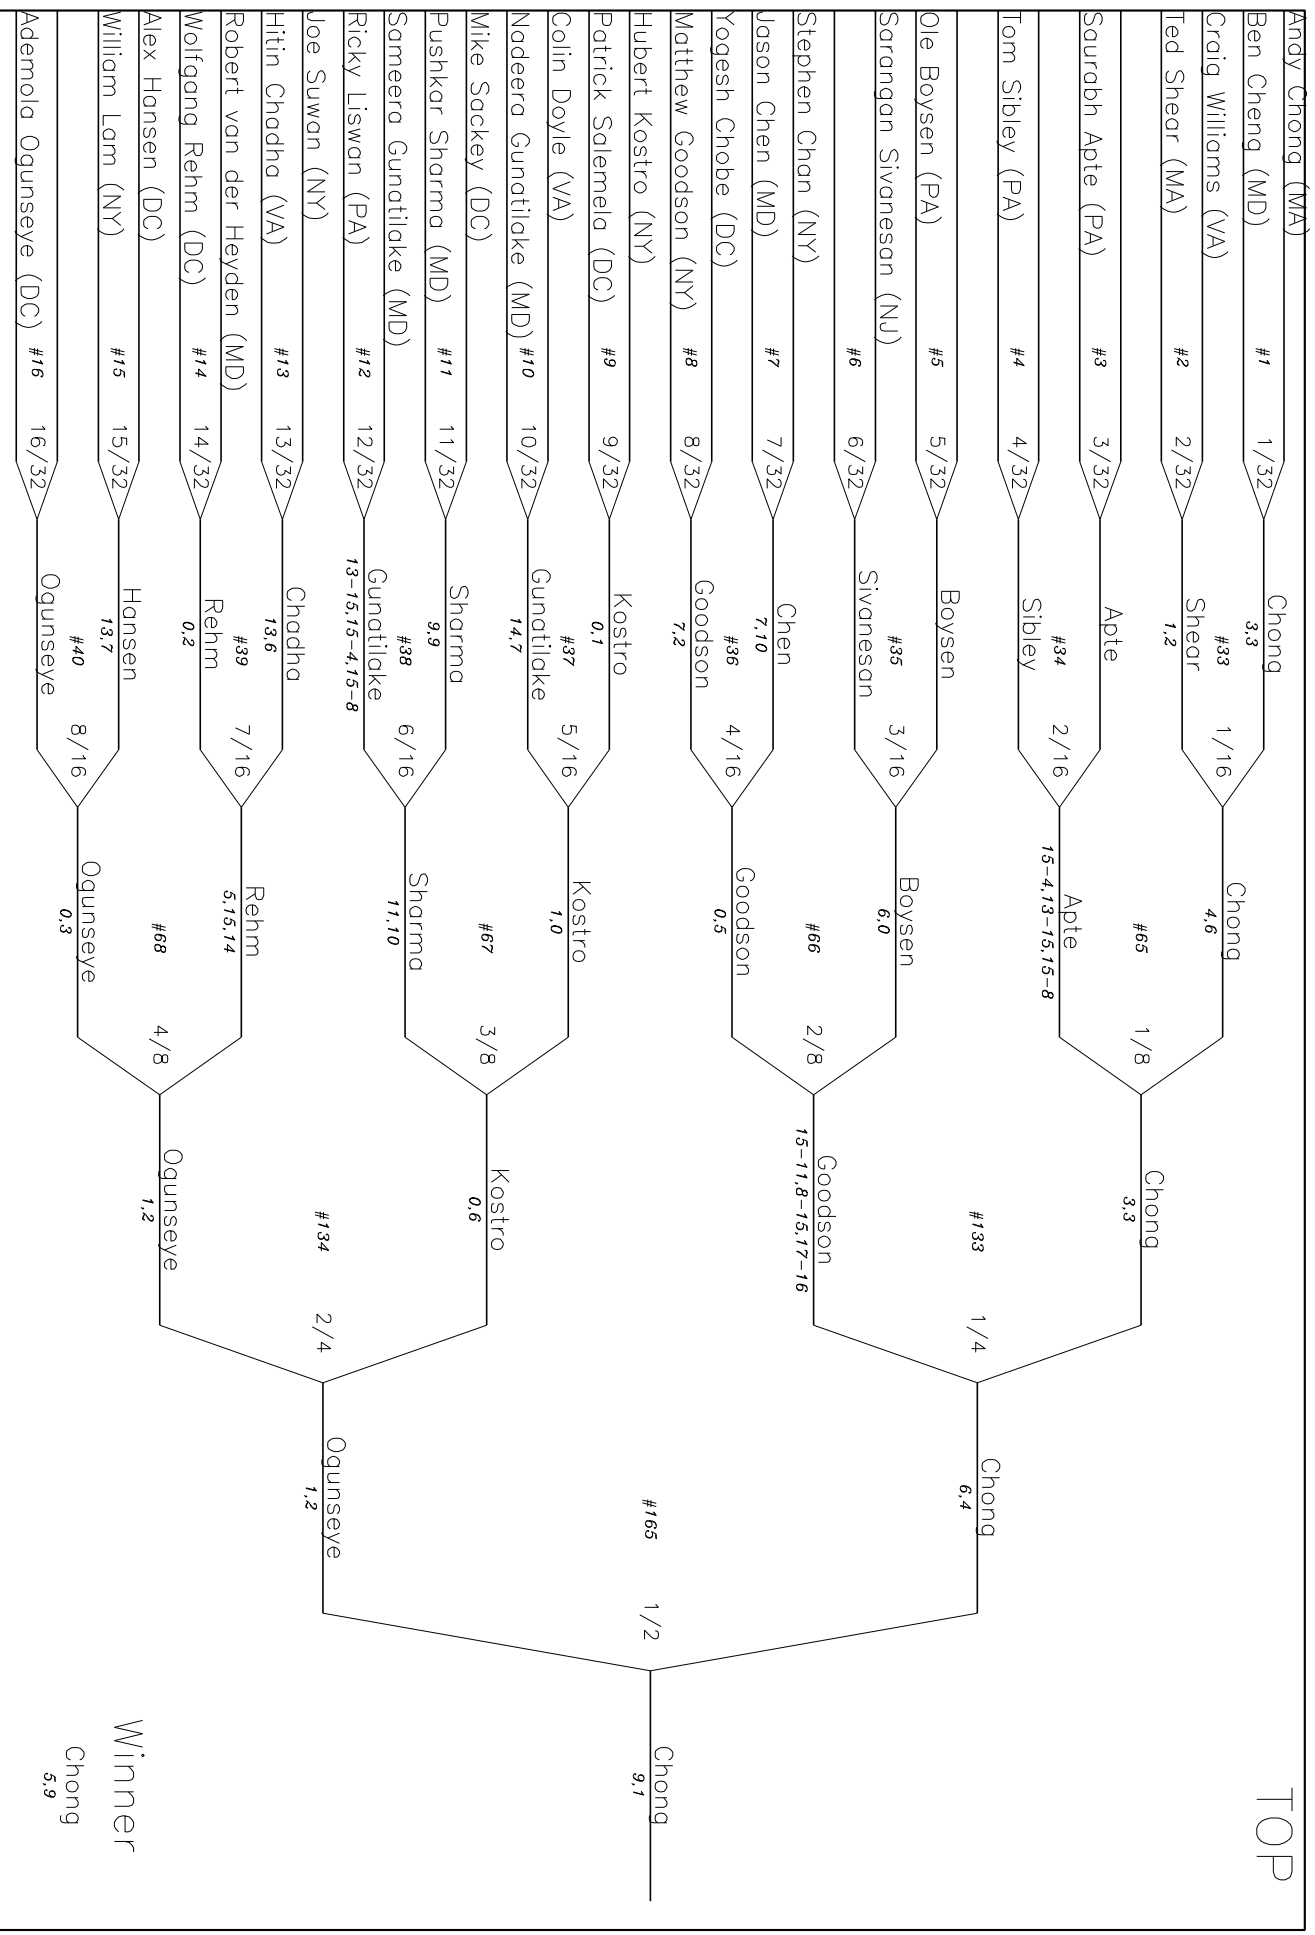 TOP
Andy Chong (MA)
#1
1/32
Ben Cheng (MD)
Craig Williams (VA)
#2
2/32
Ted Shear (MA)
Saurabh Apte (PA)
#3
3/32
Tom Sibley (PA)
#4
4/32
Ole Boysen (PA)
#5
5/32
Sarangan Sivanesan (NJ)
#6
6/32
Stephen Chan (NY)
#7
7/32
Jason Chen (MD)
Yogesh Chobe (DC)
#8
8/32
Matthew Goodson (NY)
Hubert Kostro (NY)
#9
9/32
Patrick Salemela (DC)
Colin Doyle (VA)
#10
10/32
Nadeera Gunatilake (MD)
Mike Sackey (DC)
#11
11/32
Pushkar Sharma (MD)
Sameera Gunatilake (MD)
#12
12/32
Ricky Liswan (PA)
Joe Suwan (NY)
#13
13/32
Hitin Chadha (VA)
Robert van der Heyden (MD)
#14
14/32
Wolfgang Rehm (DC)
Alex Hansen (DC)
#15
15/32
William Lam (NY)
#16
16/32
Ademola Ogunseye (DC)
Chong
3,3
#33
1/16
Shear
1,2
Apte
#34
2/16
Sibley
Boysen
#35
3/16
Sivanesan
Chen
7,10
#36
4/16
Goodson
7,2
Kostro
0,1
#37
5/16
Gunatilake
14,7
Sharma
9,9
#38
6/16
Gunatilake
13-15,15-4,15-8
Chadha
13,6
#39
7/16
Rehm
0,2
Hansen
13,7
#40
8/16
Ogunseye
Chong
4,6
#65
1/8
Apte
15-4,13-15,15-8
Boysen
6,0
#66
2/8
Goodson
0,5
Kostro
1,0
#67
3/8
Sharma
11,10
Rehm
5,15,14
#68
4/8
Ogunseye
0,3
Chong
3,3
#133
1/4
Goodson
15-11,8-15,17-16
Kostro
0,6
#134
2/4
Ogunseye
1,2
Chong
6,4
#165
1/2
Ogunseye
1,2
Chong
9,1
Winner
Chong
5,9